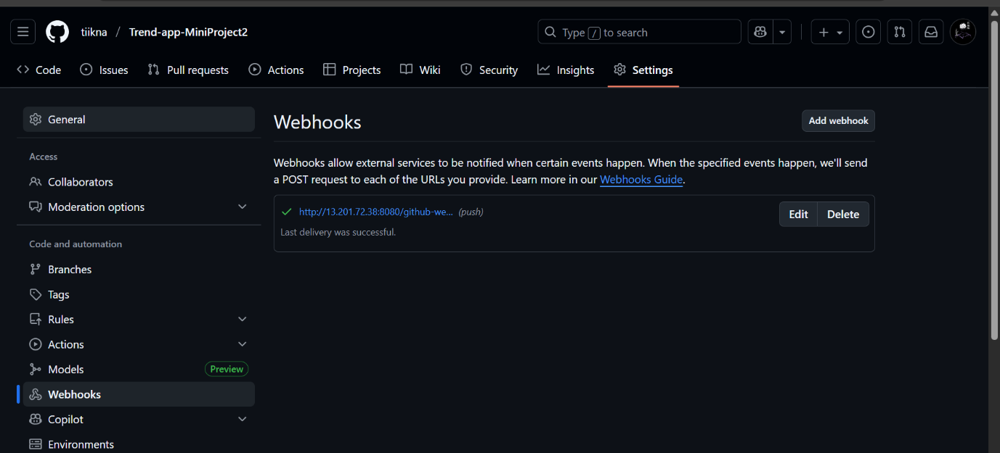 tiikna / Trend-app-MiniProject2
Type / to search
Code Issues Pull requests Actions Projects Wiki Security Insights Settings
General
Access
Collaborators
Moderation options
Code and automation
Branches
Tags
Rules
Actions
Models Preview
Webhooks
Copilot
Environments
Webhooks
Add webhook
Webhooks allow external services to be notified when certain events happen. When the specified events happen, we'll send
a POST request to each of the URLs you provide. Learn more in our Webhooks Guide.
http://13.201.72.38:8080/github-we... (push)
Edit Delete
Last delivery was successful.